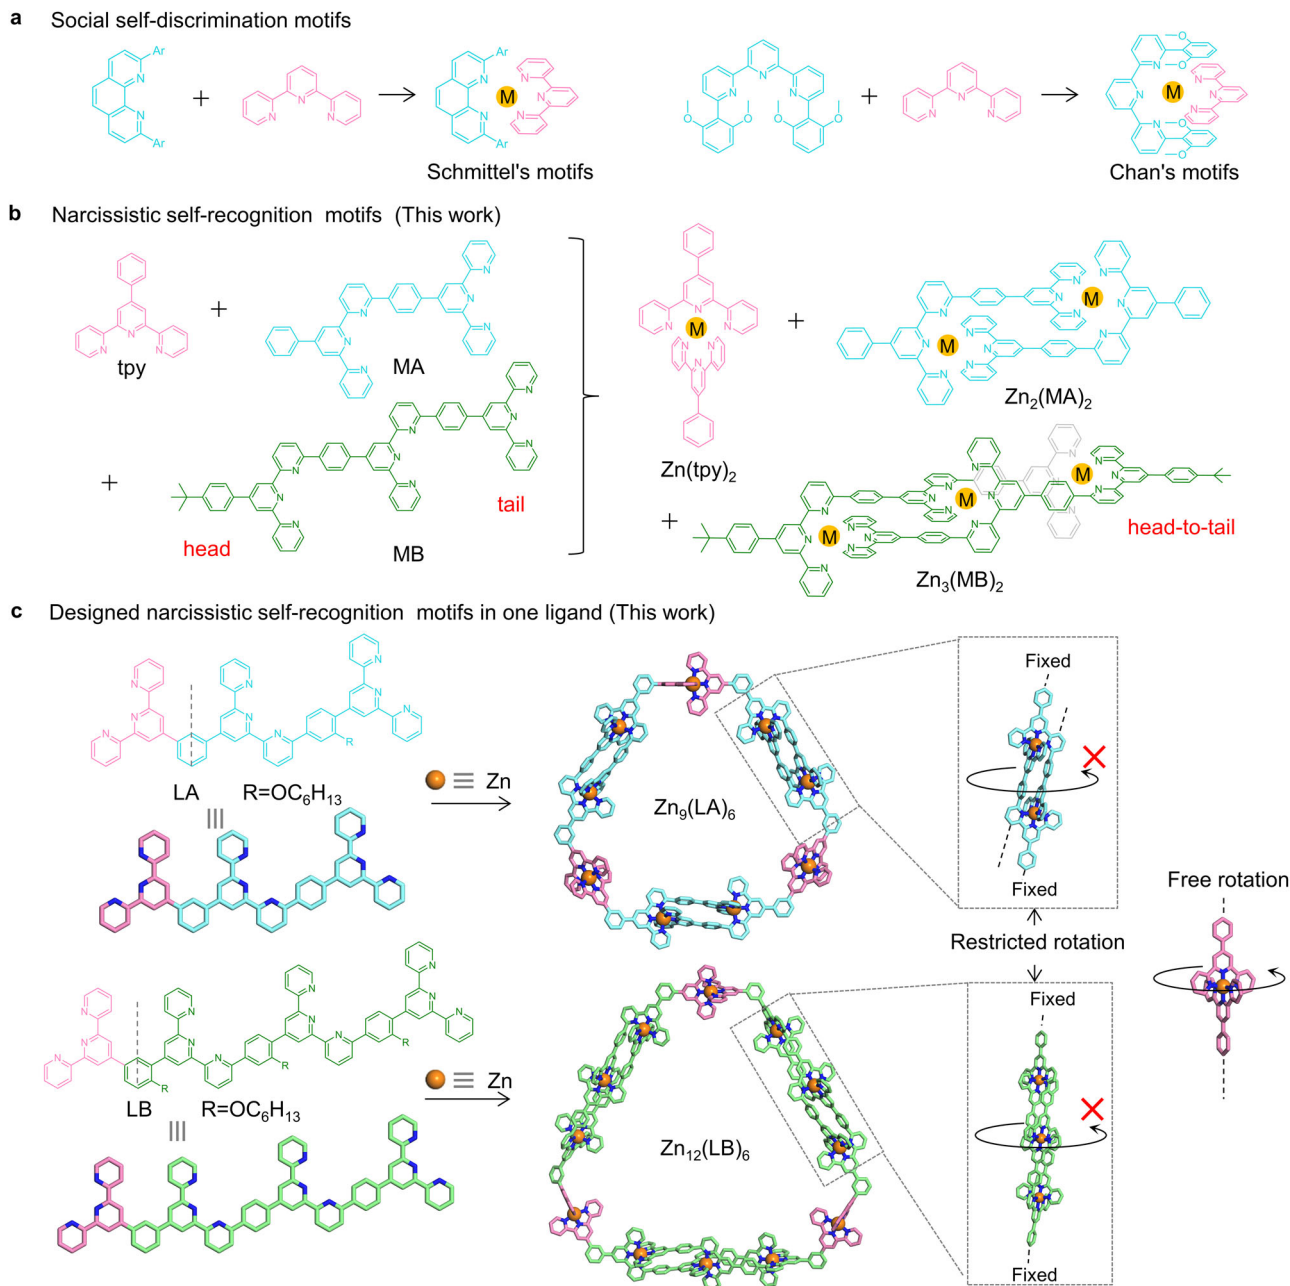 a Social self-discrimination motifs
Ar
N
N
Ar
+
N
N
N
Ar
N
M
N
Ar
N
N
N
Schmittel's motifs
N
N
N
O
O
O
O
+
N
N
N
N
O
O
N
M
N
O
O
N
N
N
Chan's motifs
b Narcissistic self-recognition motifs (This work)
N
N
N
tpy
+
N
N
N
N
N
N
MA
+
N
N
N
N
N
N
N
N
N
head
tail
MB
N
N
N
M
N
N
N
Zn(tpy)2
+
M
M
Zn2(MA)2
+
M
M
M
head-to-tail
Zn3(MB)2
c Designed narcissistic self-recognition motifs in one ligand (This work)
N
N
N
N
N
N
N
N
N
R
LA R=OC6H13
≡ Zn
Zn9(LA)6
Fixed
Fixed
Restricted rotation
Free rotation
N
N
N
N
N
N
N
N
N
N
N
N
R
R
R
LB R=OC6H13
≡ Zn
Zn12(LB)6
Fixed
Fixed